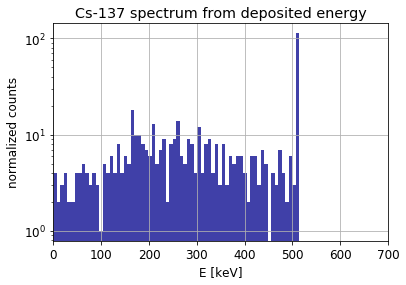 Cs-137 spectrum from deposited energy
normalized counts
10²
10¹
10⁰
0 100 200 300 400 500 600 700
E [keV]